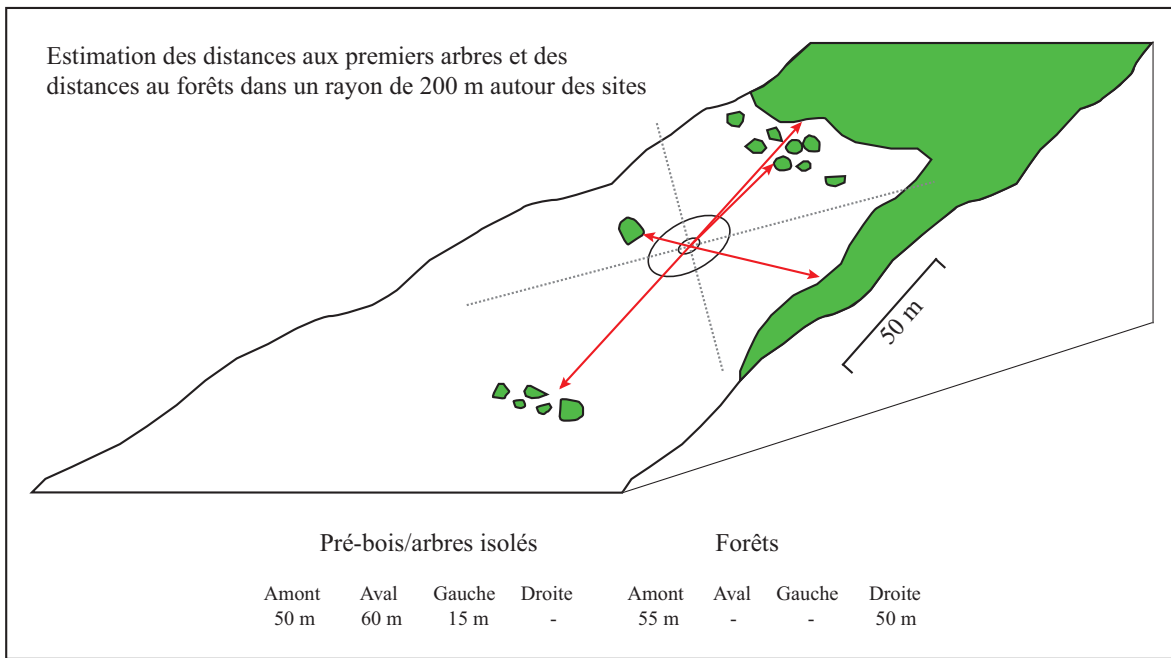 Estimation des distances aux premiers arbres et des
distances au forêts dans un rayon de 200 m autour des sites
50 m
Pré-bois/arbres isolés Forêts
Amont Aval Gauche Droite Amont Aval Gauche Droite
50 m 60 m 15 m - 55 m - - 50 m